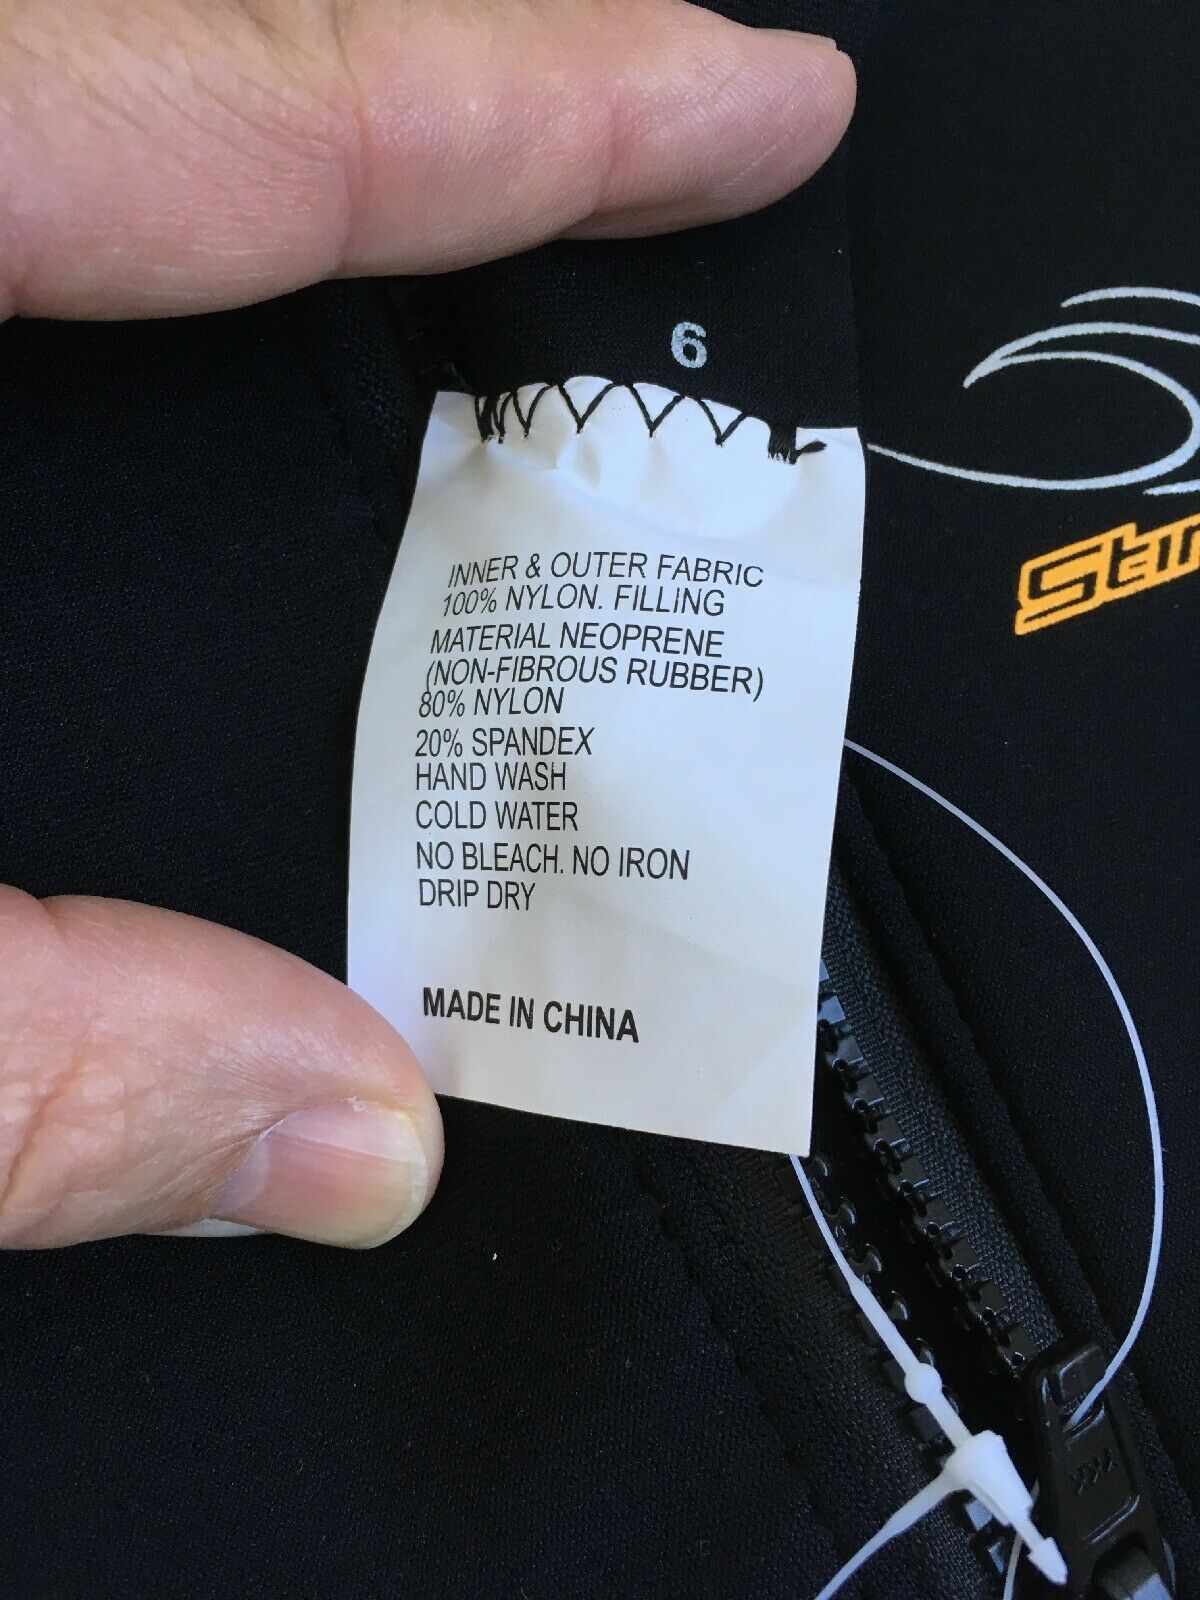 6
INNER & OUTER FABRIC
100% NYLON. FILLING
MATERIAL NEOPRENE
(NON-FIBROUS RUBBER)
80% NYLON
20% SPANDEX
HAND WASH
COLD WATER
NO BLEACH. NO IRON
DRIP DRY
MADE IN CHINA
YKK